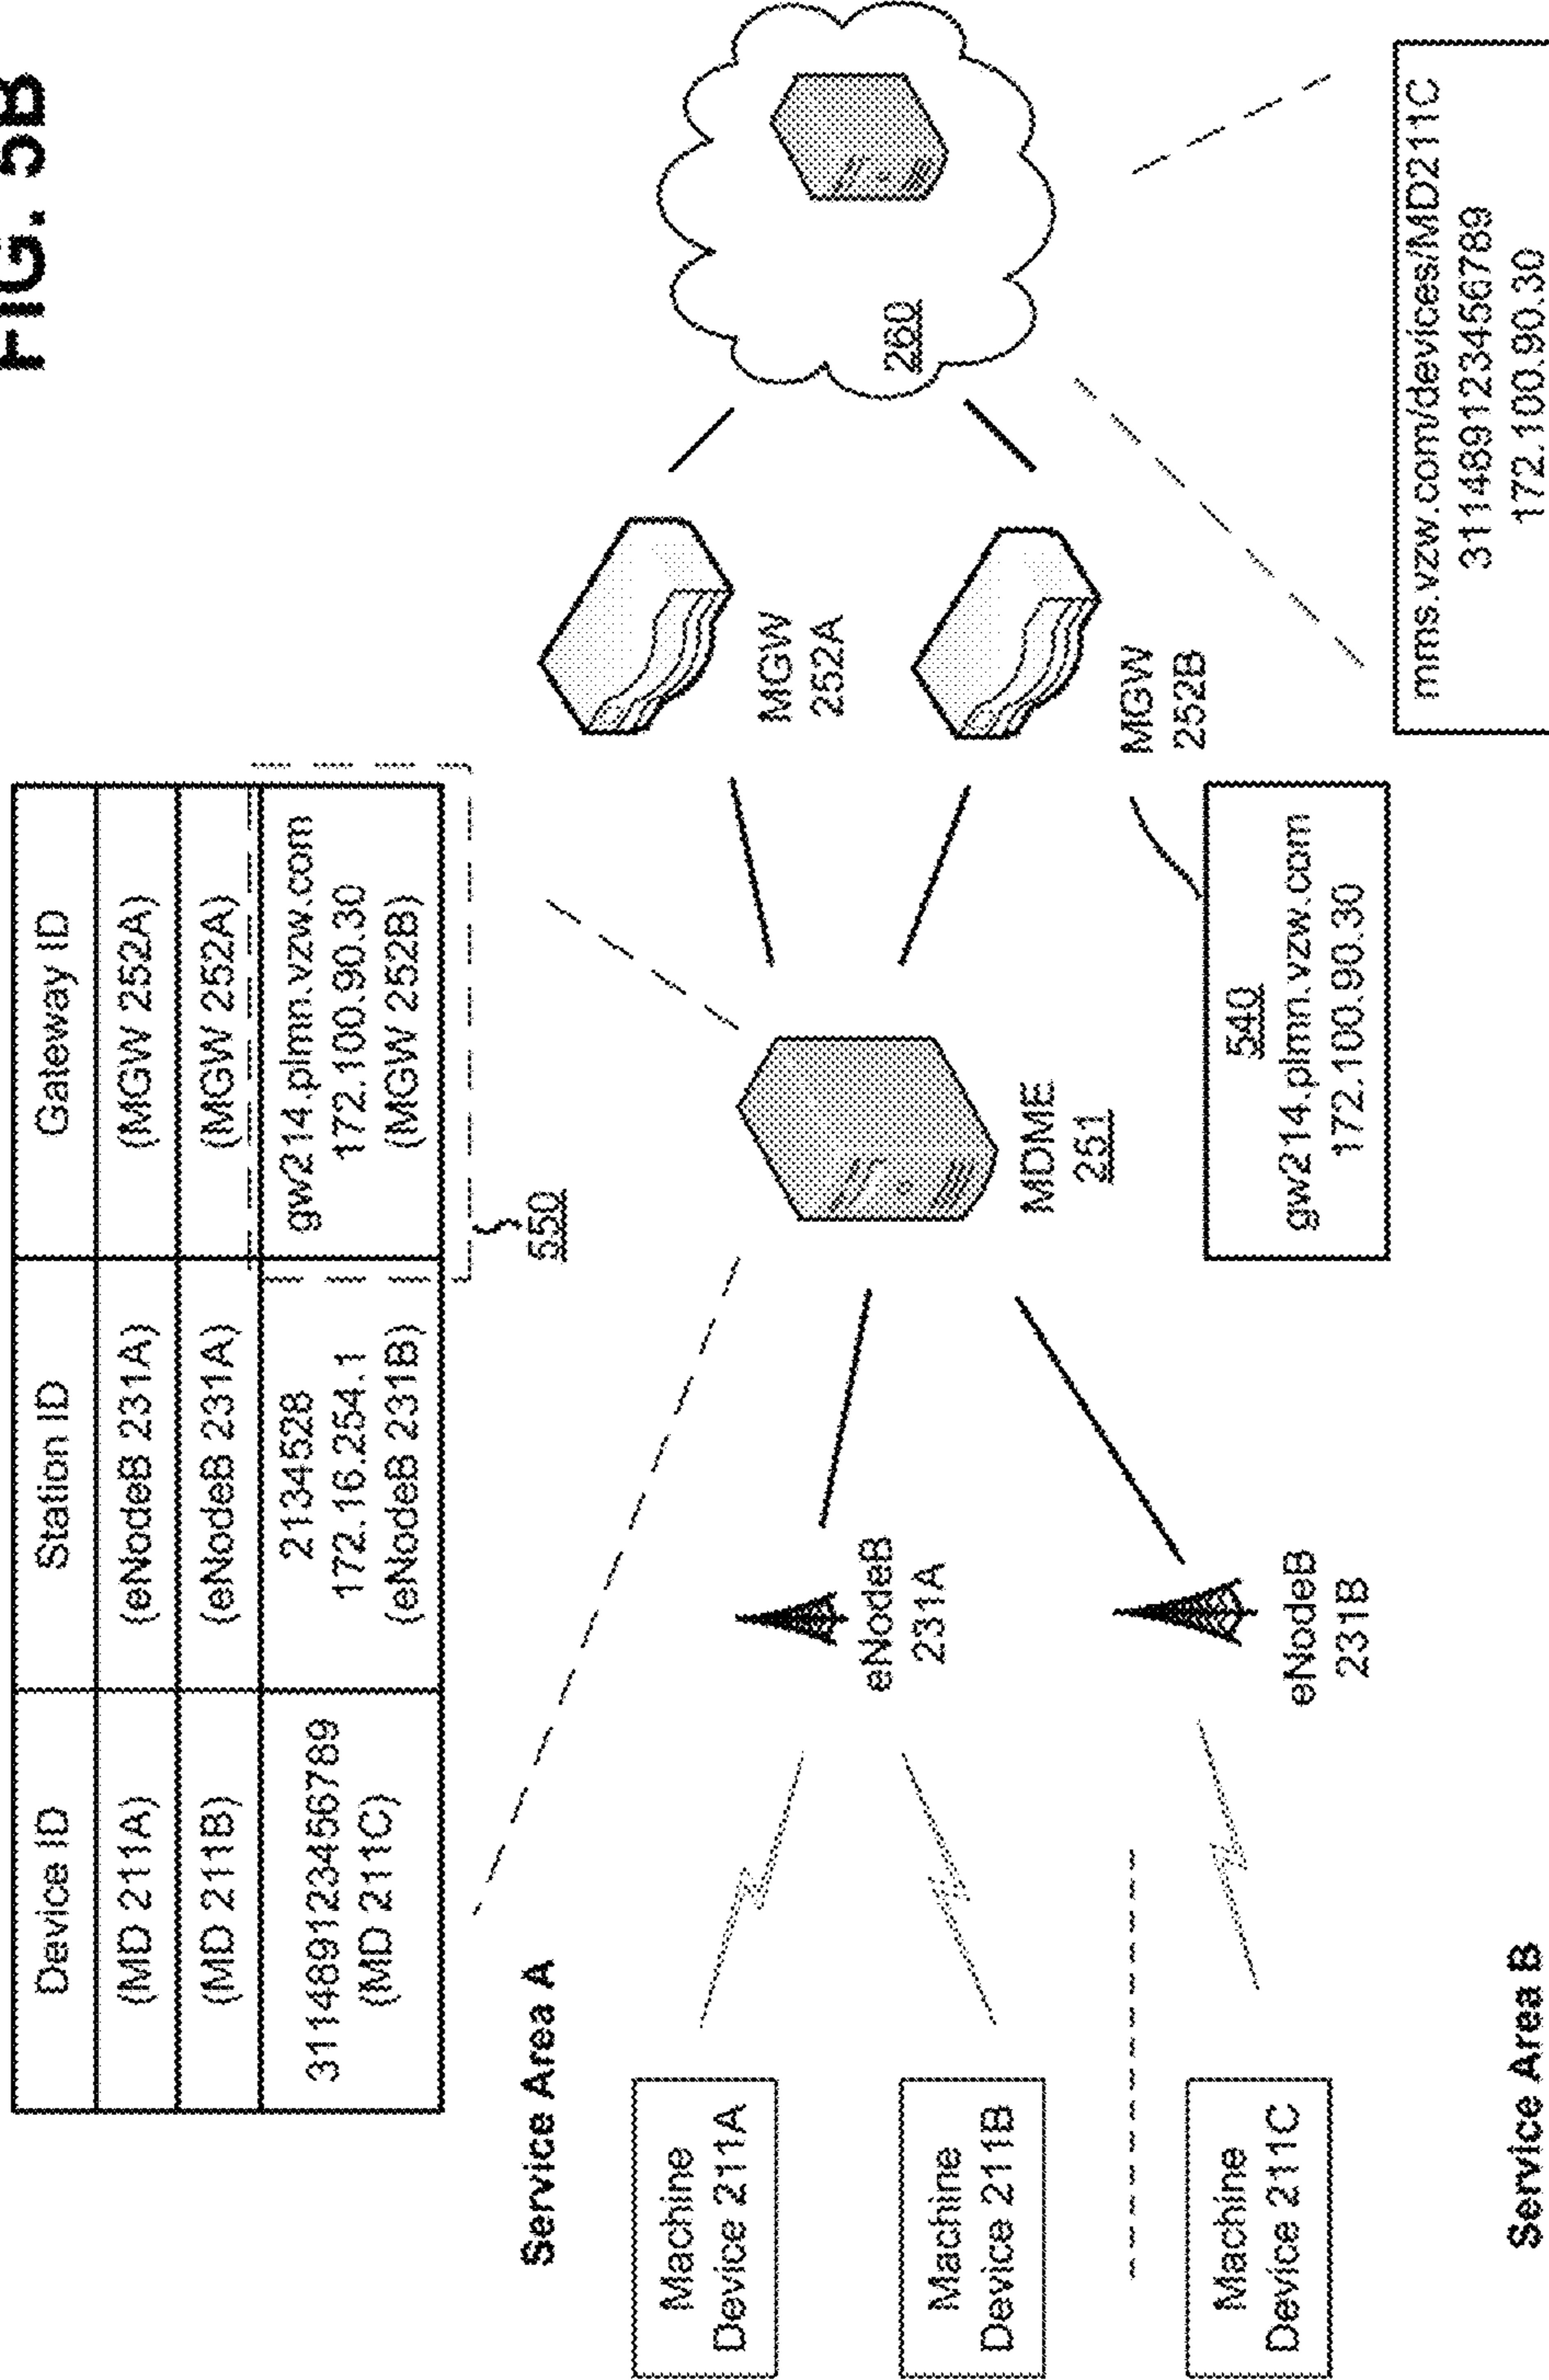 FIG. 5B
Device ID
Station ID
Gateway ID
(MD 211A)
(eNodeB 231A)
(MGW 252A)
(MD 211B)
(eNodeB 231A)
(MGW 252A)
311489123456789
(MD 211C)
2134528
172.16.254.1
(eNodeB 231B)
gw214.plmn.vzw.com
172.100.90.30
(MGW 252B)
550
Service Area A
Machine
Device 211A
Machine
Device 211B
Machine
Device 211C
Service Area B
eNodeB
231A
eNodeB
231B
MDME
251
MGW
252A
MGW
252B
260
540
gw214.plmn.vzw.com
172.100.90.30
mms.vzw.com/devices/MD211C
311489123456789
172.100.90.30